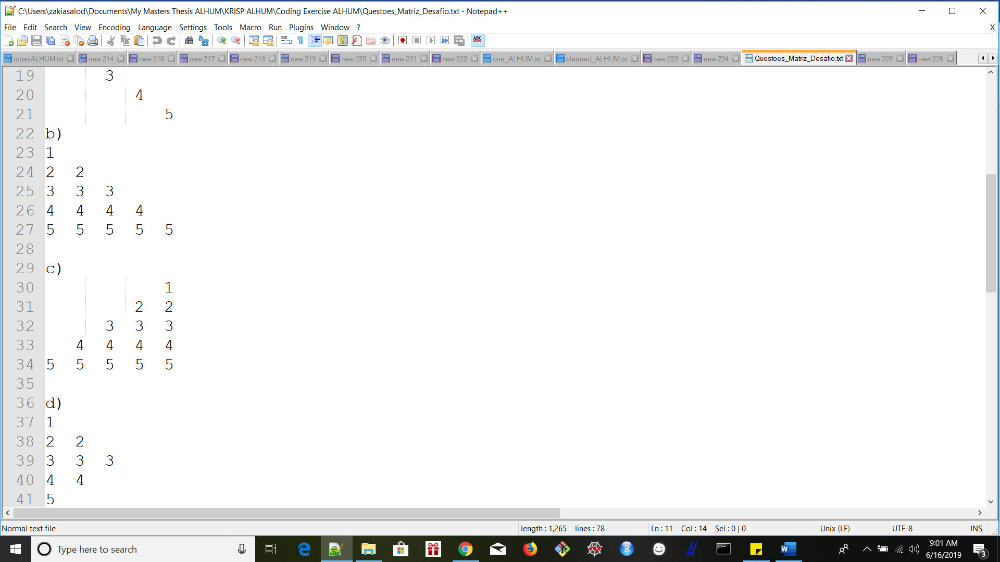 C:\Users\zakiasalod\Documents\My Masters Thesis ALHUM\KRISP ALHUM\Coding Exercise ALHUM\Questoes_Matriz_Desafio.txt - Notepad++
File Edit Search View Encoding Language Settings Tools Macro Run Plugins Window ? X
ABC
notesALHUM.txt new 214 new 216 new 217 new 218 new 219 new 220 new 221 new 222 one_ALHUM.txt cleaned_ALHUM.txt new 223 new 224 Questoes_Matriz_Desafio.txt new 225 new 226
19 3
20 4
21 5
22 b)
23 1
24 2 2
25 3 3 3
26 4 4 4 4
27 5 5 5 5 5
28
29 c)
30 1
31 2 2
32 3 3 3
33 4 4 4 4
34 5 5 5 5 5
35
36 d)
37 1
38 2 2
39 3 3 3
40 4 4
41 5
Normal text file length : 1,265 lines : 78 Ln : 11 Col : 14 Sel : 0 | 0 Unix (LF) UTF-8 INS
Type here to search
9:01 AM
6/16/2019
3